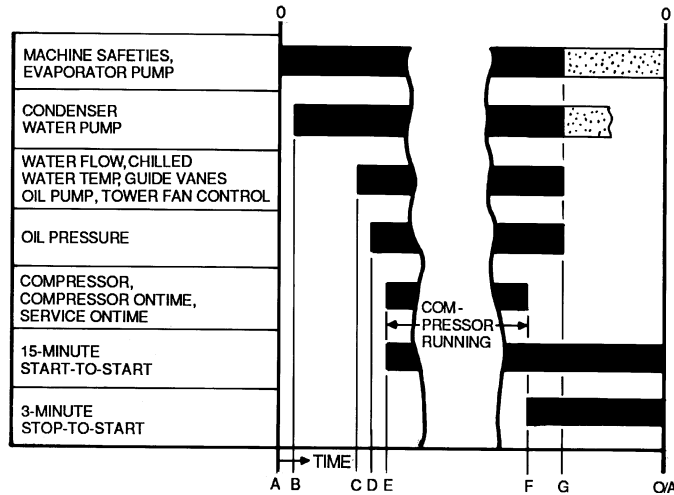 0 0
MACHINE SAFETIES,
EVAPORATOR PUMP
CONDENSER
WATER PUMP
WATER FLOW, CHILLED
WATER TEMP, GUIDE VANES
OIL PUMP, TOWER FAN CONTROL
OIL PRESSURE
COMPRESSOR,
COMPRESSOR ONTIME,
SERVICE ONTIME
COM-
PRESSOR
RUNNING
15-MINUTE
START-TO-START
3-MINUTE
STOP-TO-START
TIME
A B C D E F G O/A